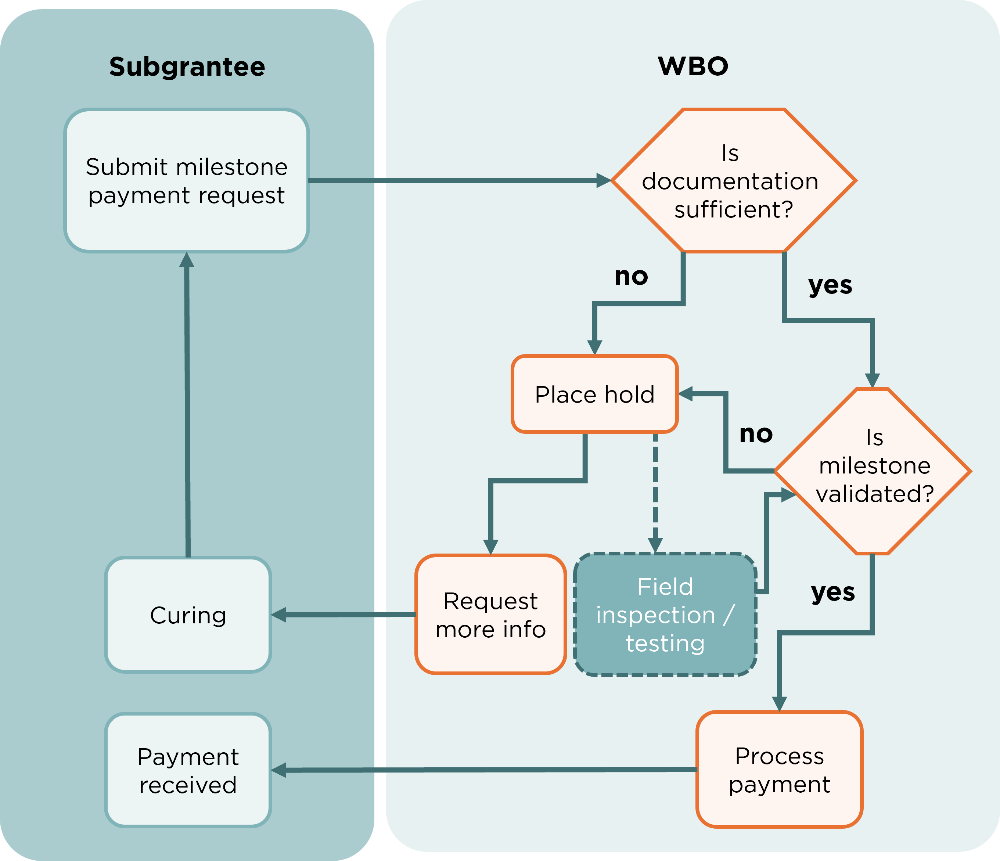 Subgrantee
WBO
Submit milestone
payment request
Is
documentation
sufficient?
no
yes
Place hold
no
Is
milestone
validated?
Curing
Request
more info
Field
inspection /
testing
yes
Payment
received
Process
payment